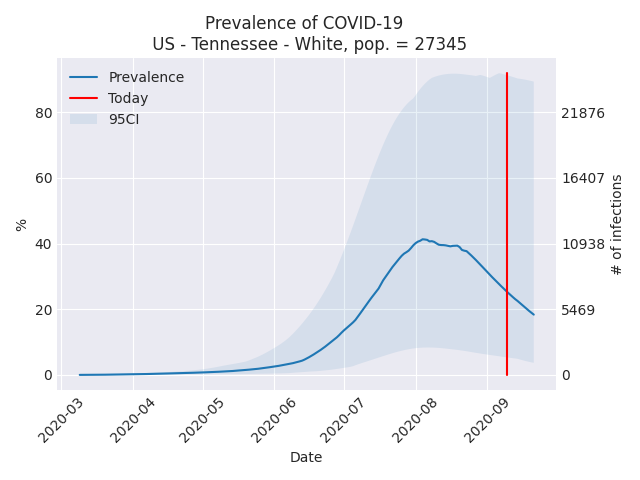 Prevalence of COVID-19
US - Tennessee - White, pop. = 27345
Prevalence
Today
95CI
%
80
60
40
20
0
21876
16407
10938
5469
0
# of infections
2020-03
2020-04
2020-05
2020-06
2020-07
2020-08
2020-09
Date